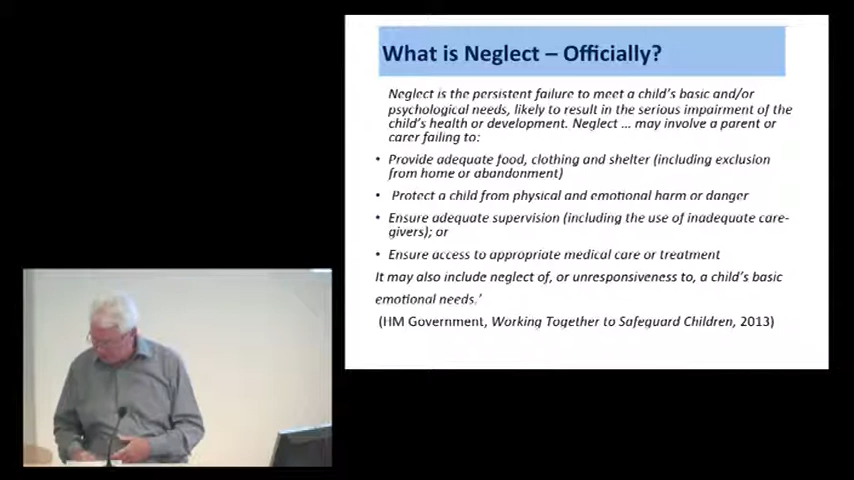 What is Neglect – Officially?
Neglect is the persistent failure to meet a child's basic and/or
psychological needs, likely to result in the serious impairment of the
child's health or development. Neglect ... may involve a parent or
carer failing to:
• Provide adequate food, clothing and shelter (including exclusion
from home or abandonment)
• Protect a child from physical and emotional harm or danger
• Ensure adequate supervision (including the use of inadequate care-
givers); or
• Ensure access to appropriate medical care or treatment
It may also include neglect of, or unresponsiveness to, a child's basic
emotional needs.'
(HM Government, Working Together to Safeguard Children, 2013)